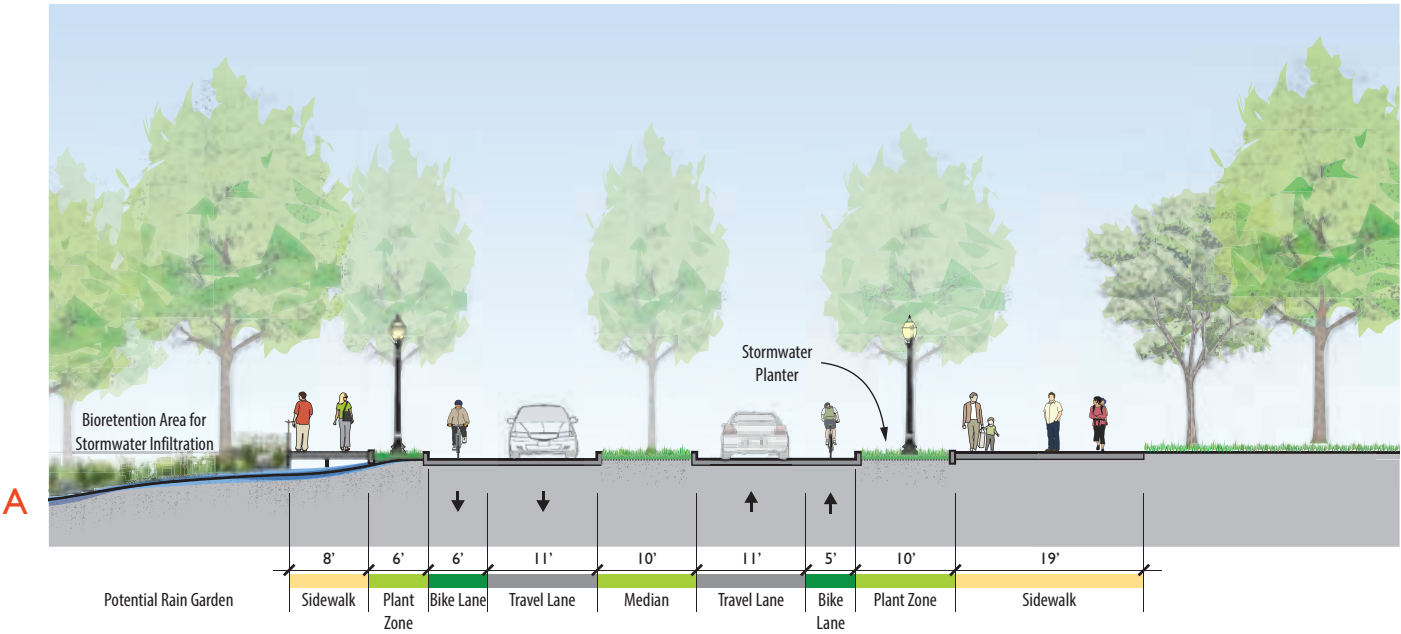 Stormwater
Planter
Bioretention Area for
Stormwater Infiltration
A
8’ 6’ 6’ 11’ 10’ 11’ 5’ 10’ 19’
Potential Rain Garden Sidewalk Plant Bike Lane Travel Lane Median Travel Lane Bike Plant Zone Sidewalk
Zone Lane